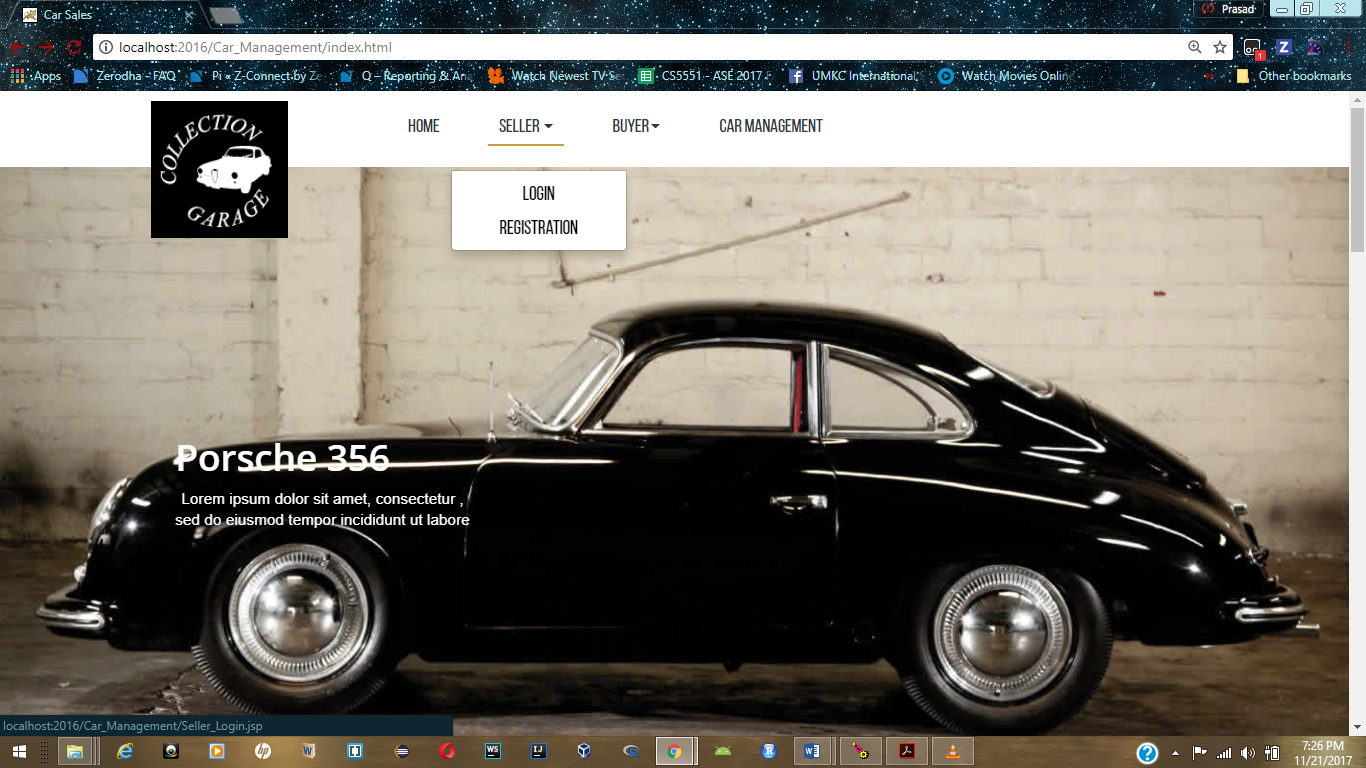 Car Sales
Prasad
localhost:2016/Car_Management/index.html
Apps
Zerodha - FAQ
Pi « Z-Connect by Ze
Q – Reporting & An
Watch Newest TV Se
CS5551 - ASE 2017 F
UMKC International
Watch Movies Online
Other bookmarks
COLLECTION
GARAGE
HOME
SELLER
BUYER
CAR MANAGEMENT
LOGIN
REGISTRATION
Porsche 356
Lorem ipsum dolor sit amet, consectetur ,
sed do eiusmod tempor incididunt ut labore
localhost:2016/Car_Management/Seller_Login.jsp
7:26 PM
11/21/2017